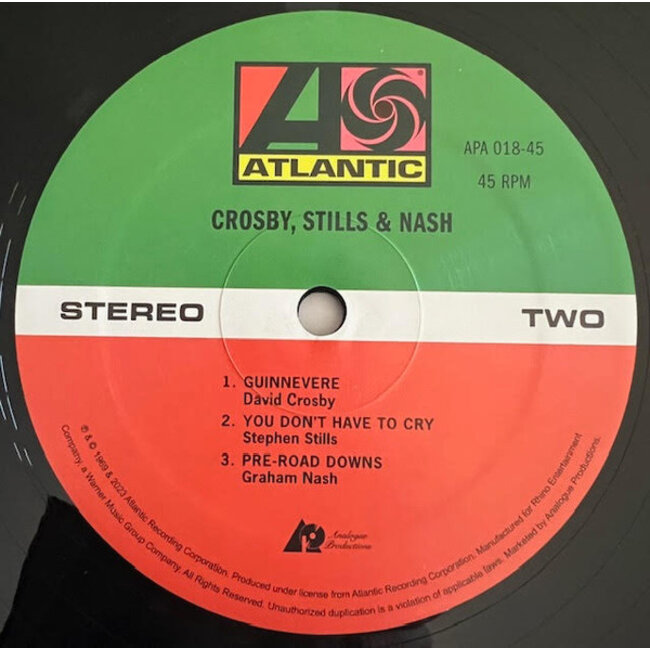 ATLANTIC
APA 018-45
45 RPM
CROSBY, STILLS & NASH
STEREO
TWO
1. GUINNEVERE
David Crosby
2. YOU DON'T HAVE TO CRY
Stephen Stills
3. PRE-ROAD DOWNS
Graham Nash
Analogue
Productions
℗ & © 1969 & 2023 Atlantic Recording Corporation. Produced under license from Atlantic Recording Corporation. Manufactured for Rhino Entertainment
Company, a Warner Music Group Company. All Rights Reserved. Unauthorized duplication is a violation of applicable laws. Marketed by Analogue Productions.